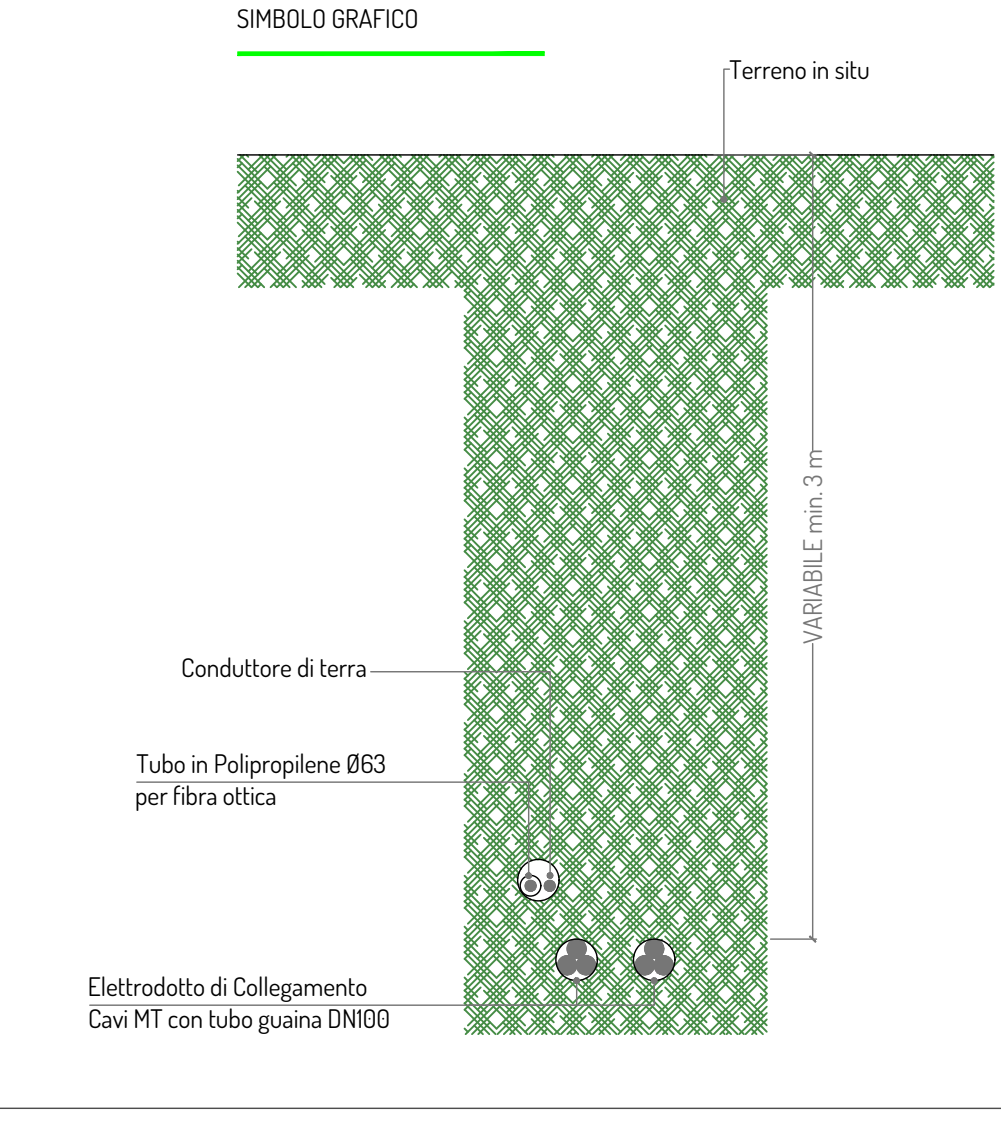 SIMBOLO GRAFICO
Terreno in situ
VARIABILE min. 3 m
Conduttore di terra
Tubo in Polipropilene Ø63
per fibra ottica
Elettrodotto di Collegamento
Cavi MT con tubo guaina DN100